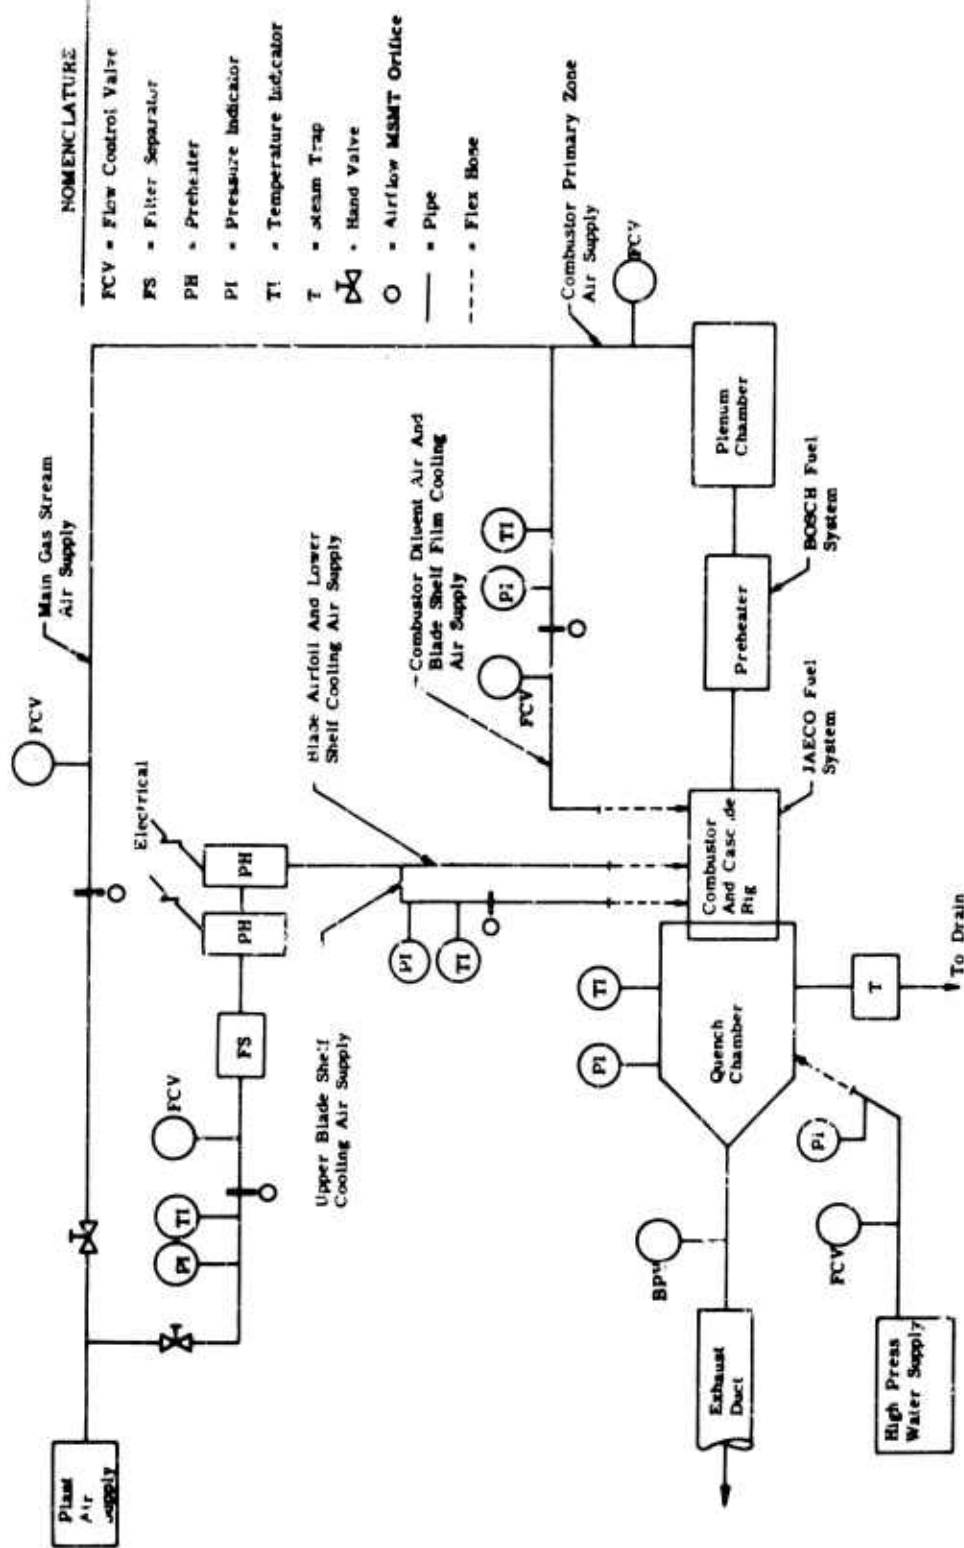 NOMENCLATURE
FCV = Flow Control Valve
FS = Filter Separator
PH = Preheater
PI = Pressure Indicator
TI = Temperature Indicator
T = Steam Trap
= Hand Valve
= Airflow MSMT Orifice
= Pipe
= Flex Hose
Plant
Air
Supply
FCV
Main Gas Stream
Air Supply
Electrical
PH
PH
FS
FCV
TI
PI
Blade Airfoil And Lower
Shelf Cooling Air Supply
Upper Blade Shelf
Cooling Air Supply
PI
TI
Combustor Diluent Air And
Blade Shelf Film Cooling
Air Supply
FCV
PI
TI
Combustor Primary Zone
Air Supply
FCV
Plenum
Chamber
Preheater
BOSCH Fuel
System
JAECO Fuel
System
Combustor
And Cascade
Rig
TI
PI
Quench
Chamber
T
To Drain
PI
FCV
BPV
Exhaust
Duct
High Press
Water Supply